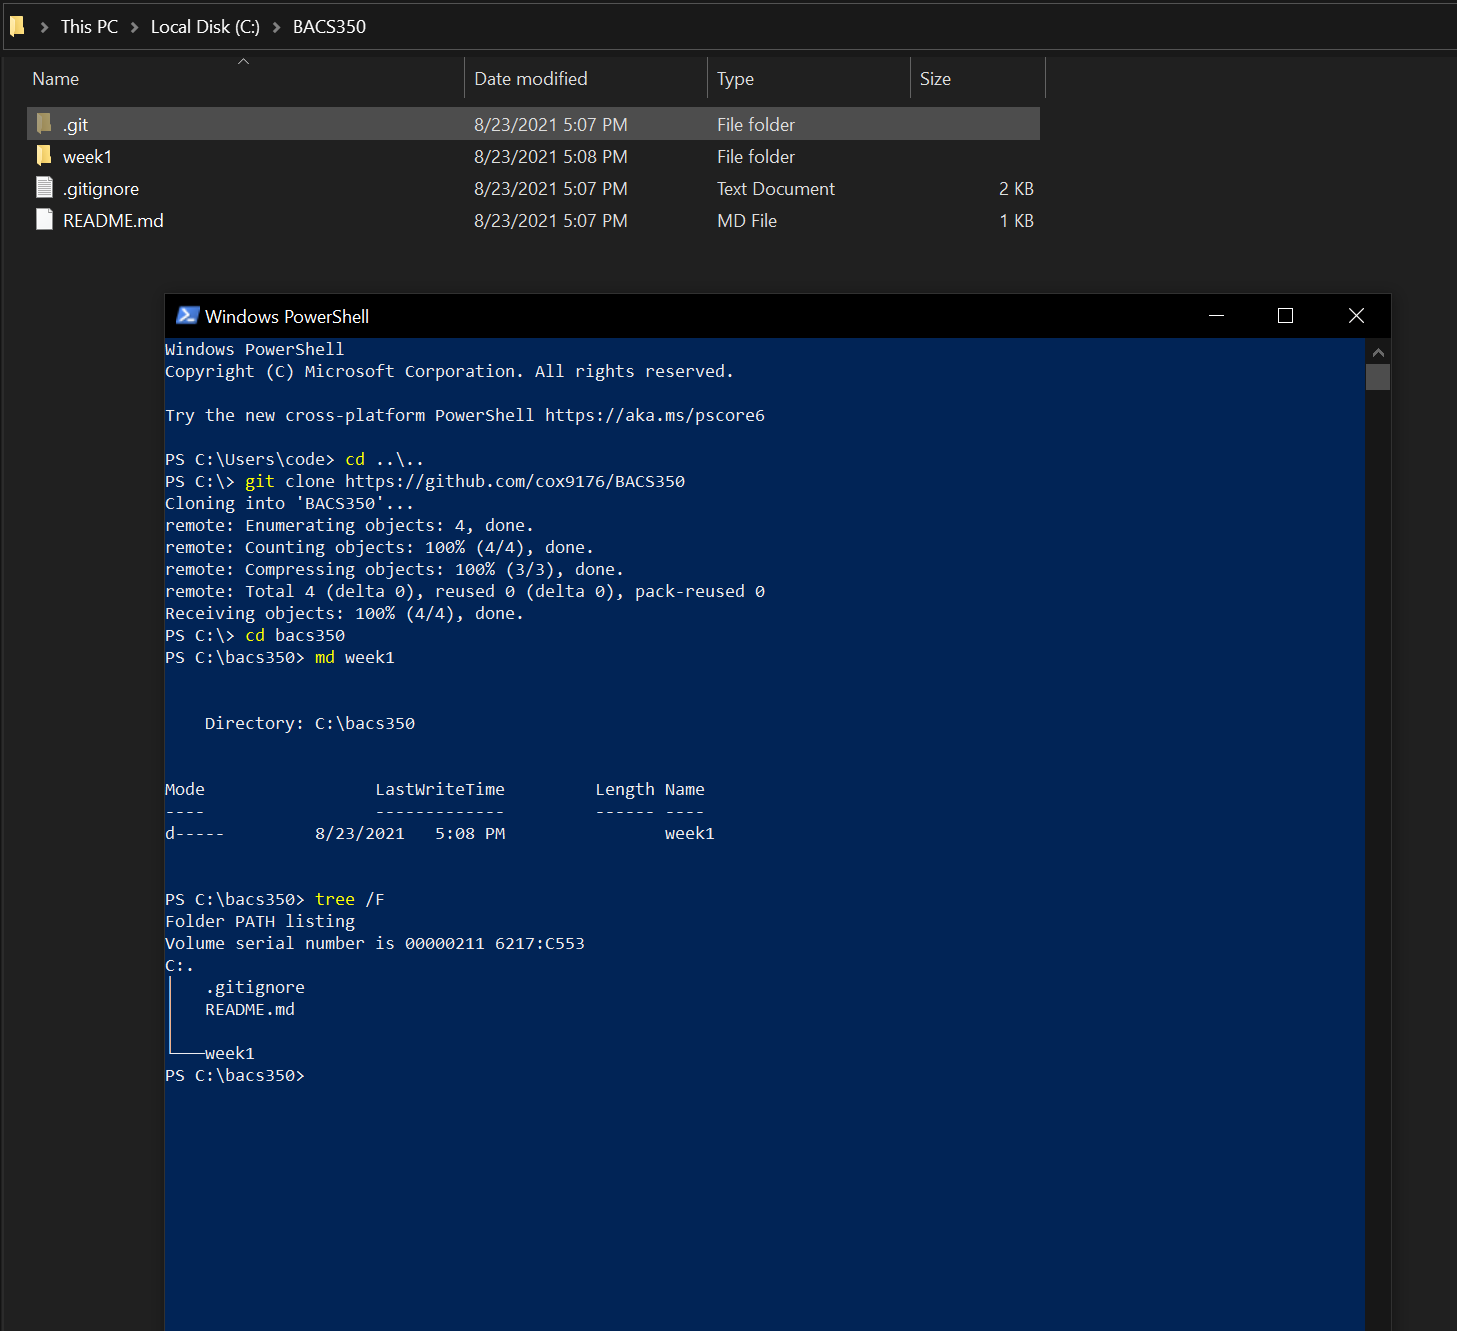 This PC > Local Disk (C:) > BACS350
Name Date modified Type Size
.git 8/23/2021 5:07 PM File folder
week1 8/23/2021 5:08 PM File folder
.gitignore 8/23/2021 5:07 PM Text Document 2 KB
README.md 8/23/2021 5:07 PM MD File 1 KB
Windows PowerShell
Windows PowerShell
Copyright (C) Microsoft Corporation. All rights reserved.
Try the new cross-platform PowerShell https://aka.ms/pscore6
PS C:\Users\code> cd ..\..
PS C:\> git clone https://github.com/cox9176/BACS350
Cloning into 'BACS350'...
remote: Enumerating objects: 4, done.
remote: Counting objects: 100% (4/4), done.
remote: Compressing objects: 100% (3/3), done.
remote: Total 4 (delta 0), reused 0 (delta 0), pack-reused 0
Receiving objects: 100% (4/4), done.
PS C:\> cd bacs350
PS C:\bacs350> md week1
Directory: C:\bacs350
Mode LastWriteTime Length Name
---- ------------- ------ ----
d----- 8/23/2021 5:08 PM week1
PS C:\bacs350> tree /F
Folder PATH listing
Volume serial number is 00000211 6217:C553
C:.
│   .gitignore
│   README.md
│
└───week1
PS C:\bacs350>